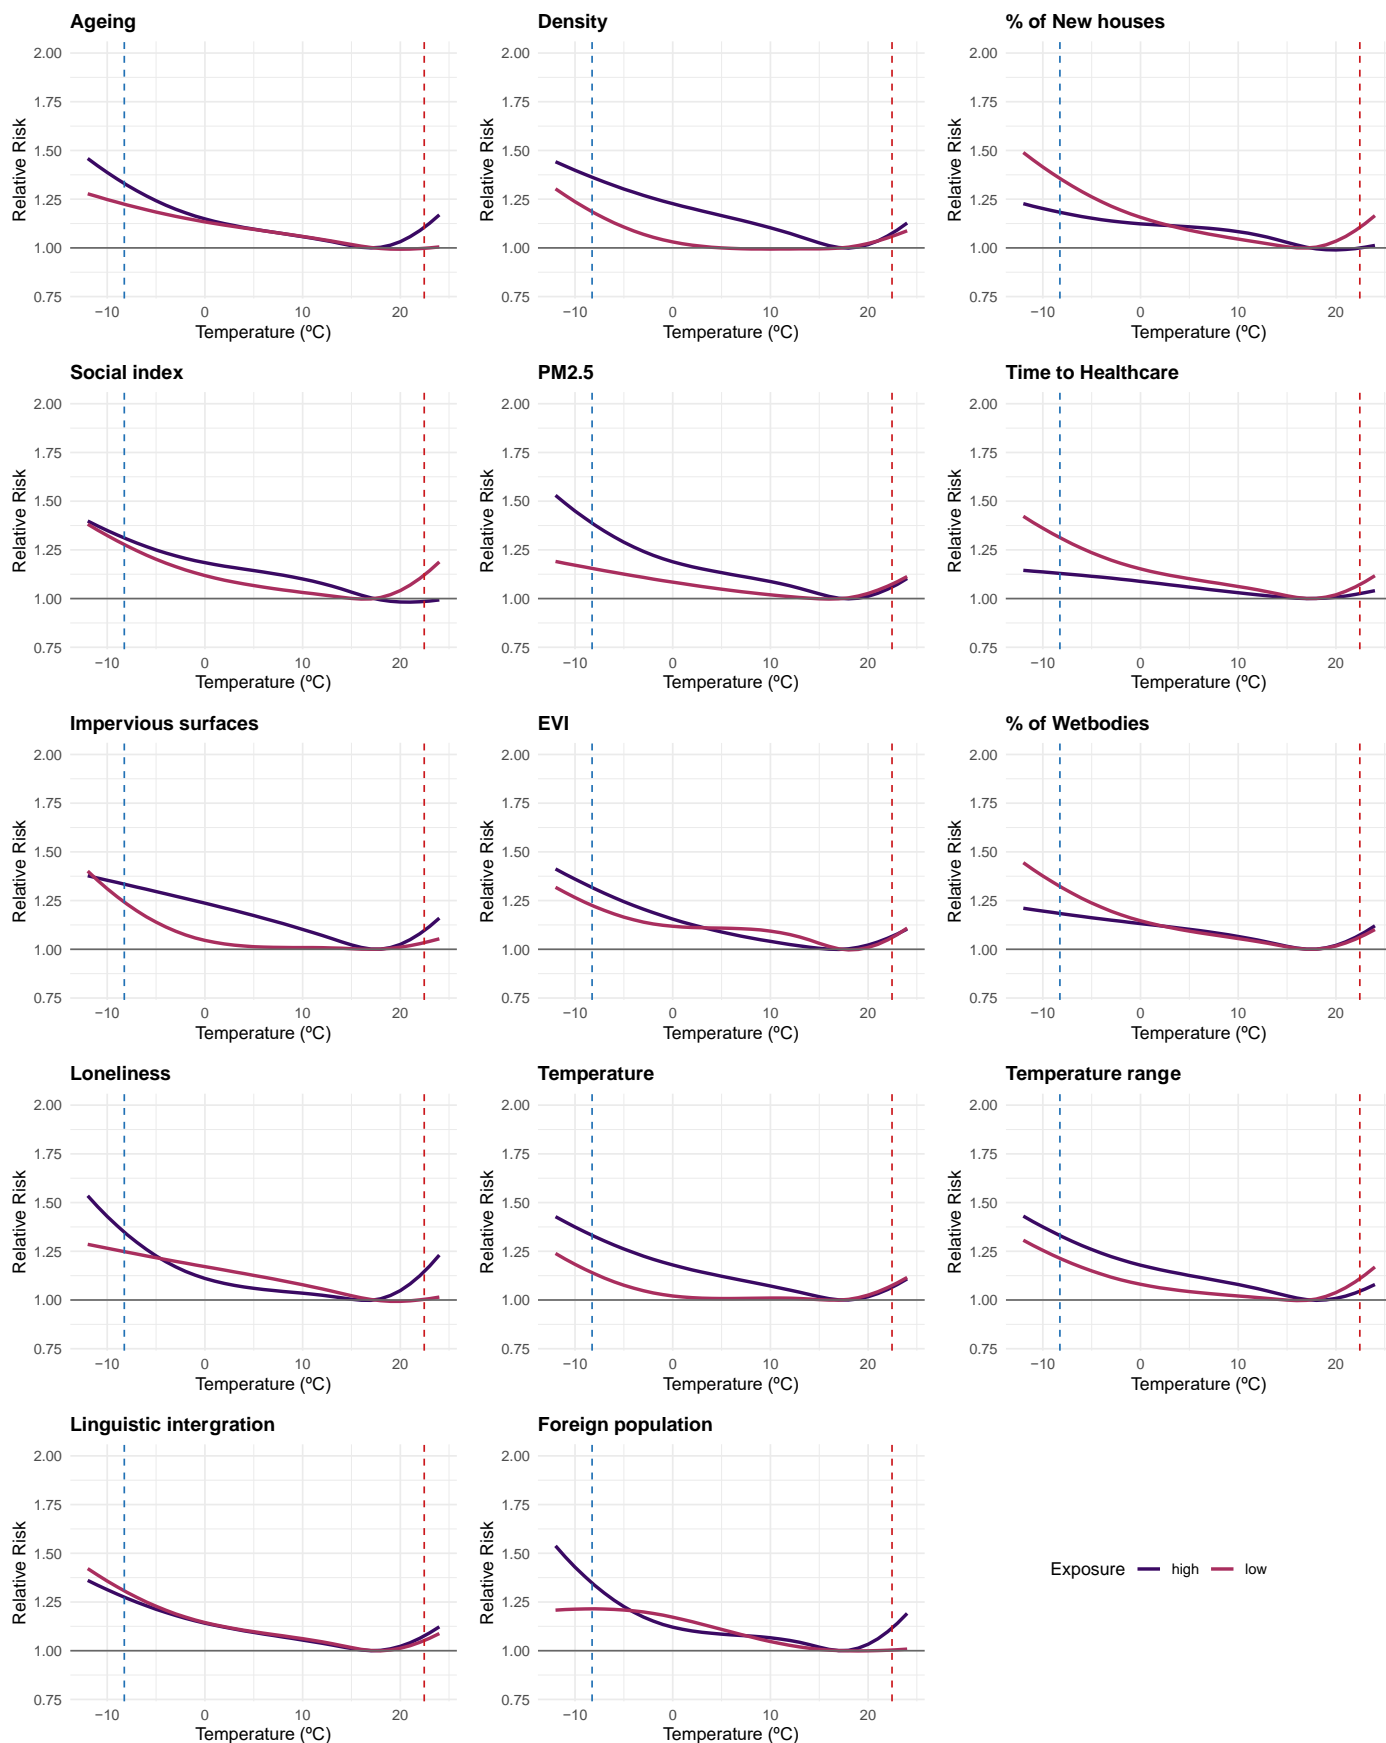 Ageing
Density
% of New houses
2.00
1.75
1.50
1.25
1.00
0.75
Relative Risk
−10 0 10 20
Temperature (ºC)
2.00
1.75
1.50
1.25
1.00
0.75
Relative Risk
−10 0 10 20
Temperature (ºC)
2.00
1.75
1.50
1.25
1.00
0.75
Relative Risk
−10 0 10 20
Temperature (ºC)
Social index
PM2.5
Time to Healthcare
2.00
1.75
1.50
1.25
1.00
0.75
Relative Risk
−10 0 10 20
Temperature (ºC)
2.00
1.75
1.50
1.25
1.00
0.75
Relative Risk
−10 0 10 20
Temperature (ºC)
2.00
1.75
1.50
1.25
1.00
0.75
Relative Risk
−10 0 10 20
Temperature (ºC)
Impervious surfaces
EVI
% of Wetbodies
2.00
1.75
1.50
1.25
1.00
0.75
Relative Risk
−10 0 10 20
Temperature (ºC)
2.00
1.75
1.50
1.25
1.00
0.75
Relative Risk
−10 0 10 20
Temperature (ºC)
2.00
1.75
1.50
1.25
1.00
0.75
Relative Risk
−10 0 10 20
Temperature (ºC)
Loneliness
Temperature
Temperature range
2.00
1.75
1.50
1.25
1.00
0.75
Relative Risk
−10 0 10 20
Temperature (ºC)
2.00
1.75
1.50
1.25
1.00
0.75
Relative Risk
−10 0 10 20
Temperature (ºC)
2.00
1.75
1.50
1.25
1.00
0.75
Relative Risk
−10 0 10 20
Temperature (ºC)
Linguistic intergration
Foreign population
2.00
1.75
1.50
1.25
1.00
0.75
Relative Risk
−10 0 10 20
Temperature (ºC)
2.00
1.75
1.50
1.25
1.00
0.75
Relative Risk
−10 0 10 20
Temperature (ºC)
Exposure high low